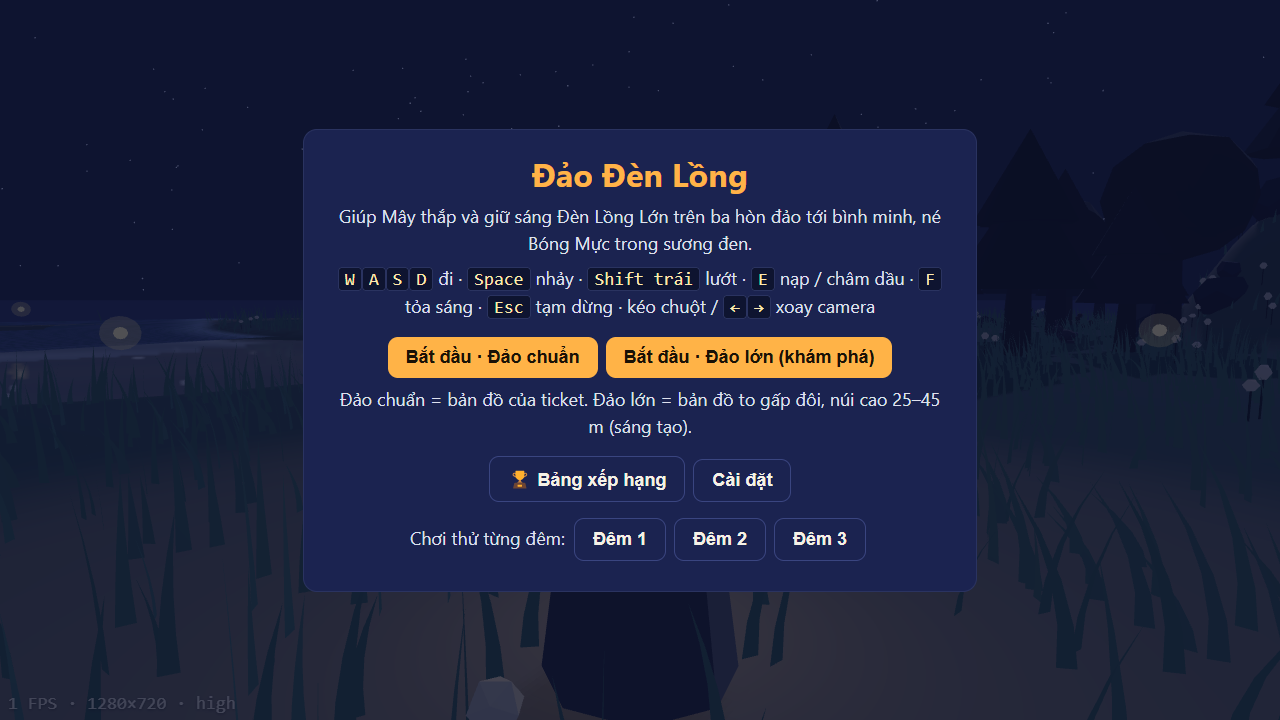 Đảo Đèn Lồng
Giúp Mây thắp và giữ sáng Đèn Lồng Lớn trên ba hòn đảo tới bình minh, né
Bóng Mực trong sương đen.
W A S D đi · Space nhảy · Shift trái lướt · E nạp / châm dầu · F
tỏa sáng · Esc tạm dừng · kéo chuột / ← → xoay camera
Bắt đầu · Đảo chuẩn Bắt đầu · Đảo lớn (khám phá)
Đảo chuẩn = bản đồ của ticket. Đảo lớn = bản đồ to gấp đôi, núi cao 25–45
m (sáng tạo).
🏆 Bảng xếp hạng Cài đặt
Chơi thử từng đêm: Đêm 1 Đêm 2 Đêm 3
1 FPS · 1280×720 · high